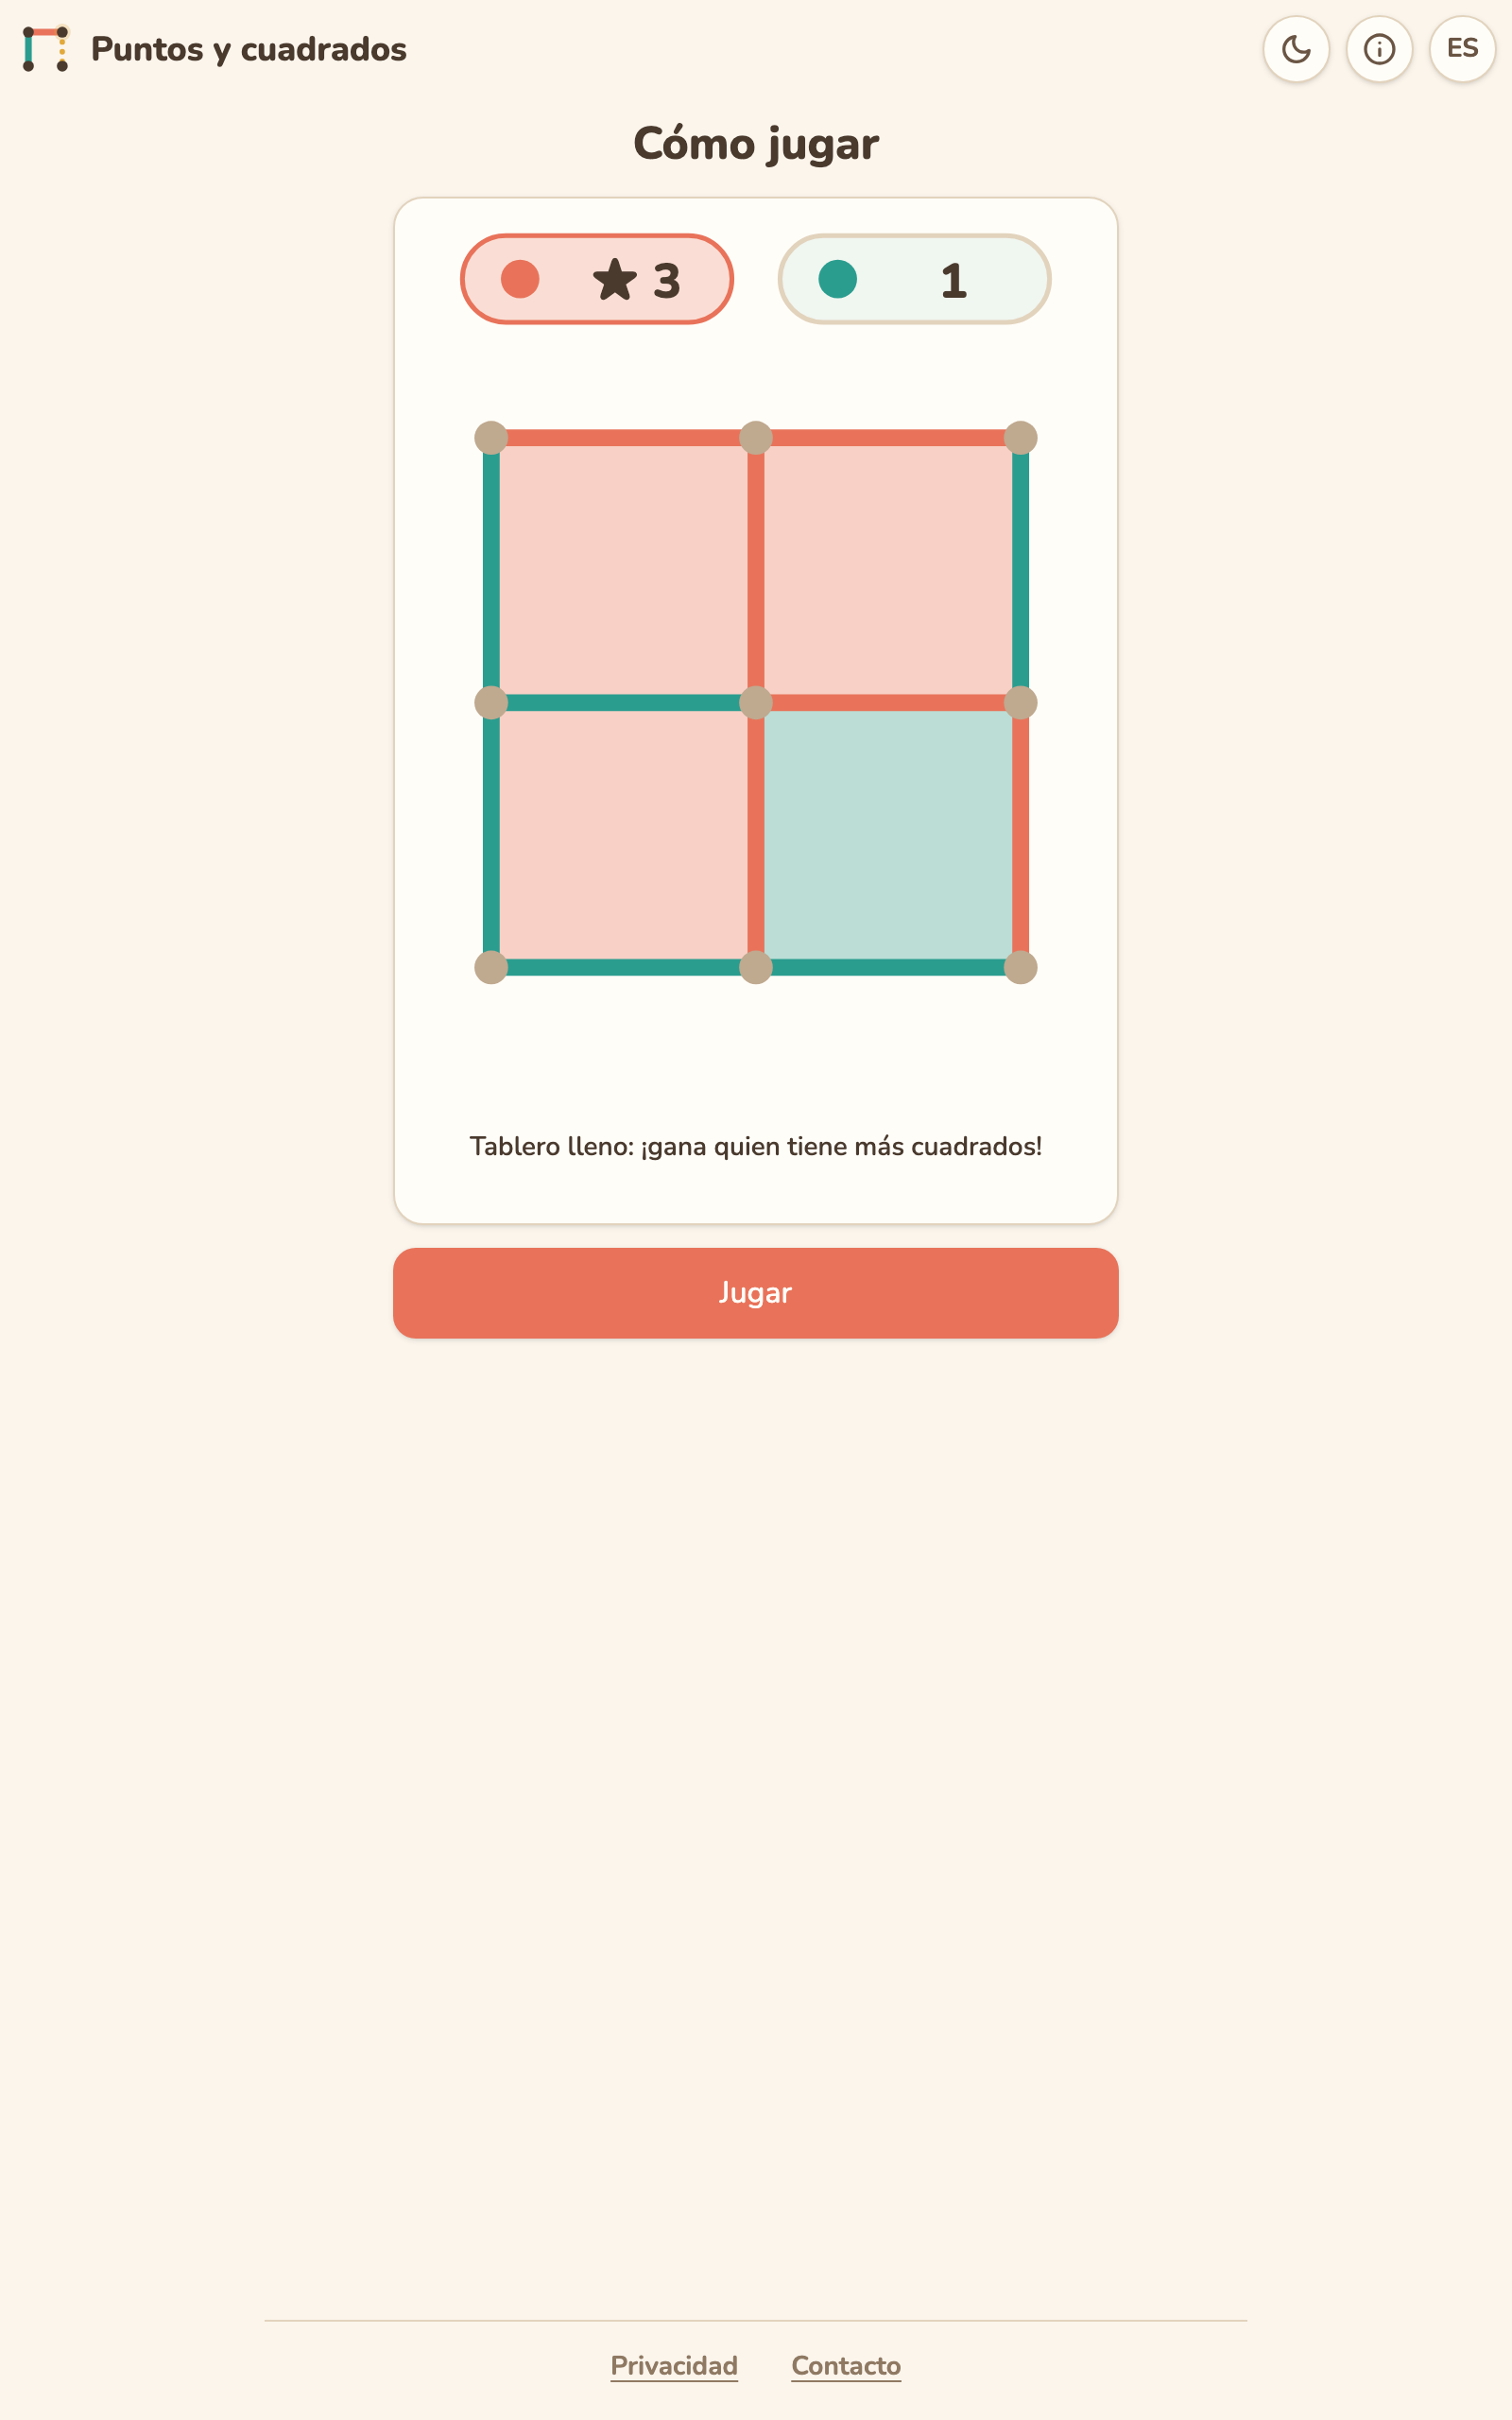 Puntos y cuadrados
ES
Cómo jugar
3
1
Tablero lleno: ¡gana quien tiene más cuadrados!
Jugar
Privacidad Contacto